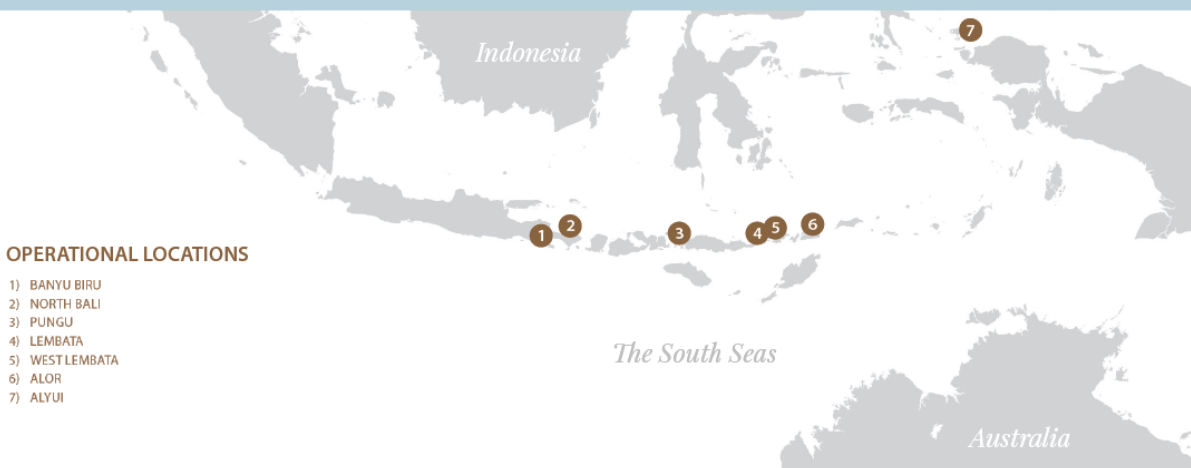 Indonesia
7
1
2
3
4
5
6
OPERATIONAL LOCATIONS
1) BANYU BIRU
2) NORTH BALI
3) PUNGU
4) LEMBATA
5) WEST LEMBATA
6) ALOR
7) ALYUI
The South Seas
Australia